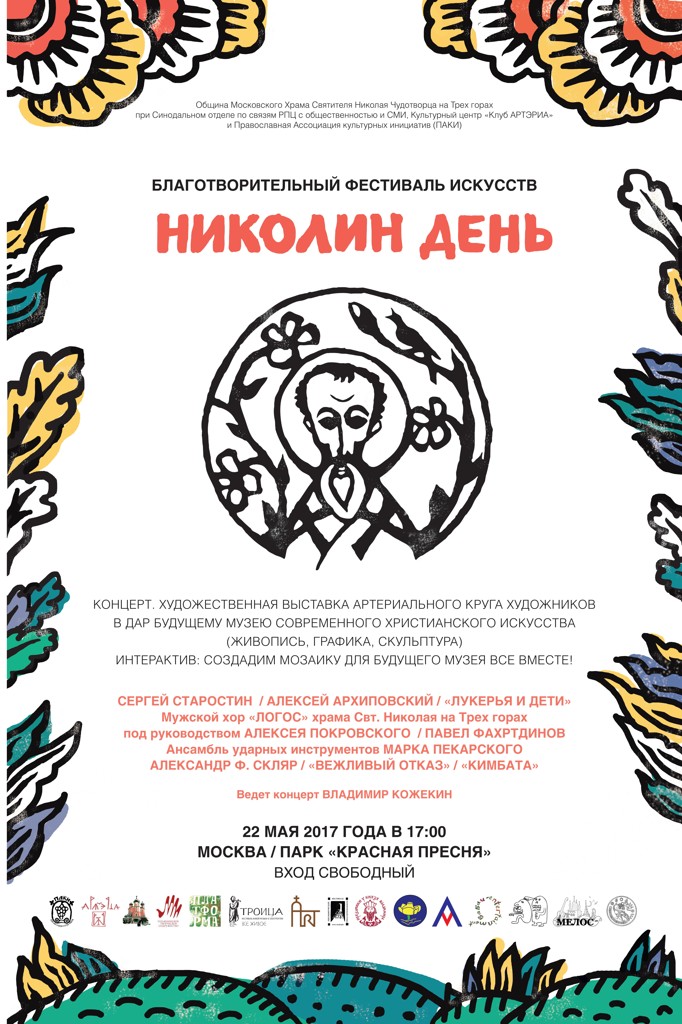 Община Московского Храма Святителя Николая Чудотворца на Трех горах
при Синодальном отделе по связям РПЦ с общественностью и СМИ, Культурный центр «Клуб АРТЭРИА»
и Православная Ассоциация культурных инициатив (ПАКИ)
БЛАГОТВОРИТЕЛЬНЫЙ ФЕСТИВАЛЬ ИСКУССТВ
НИКОЛИН ДЕНЬ
КОНЦЕРТ. ХУДОЖЕСТВЕННАЯ ВЫСТАВКА АРТЕРИАЛЬНОГО КРУГА ХУДОЖНИКОВ
В ДАР БУДУЩЕМУ МУЗЕЮ СОВРЕМЕННОГО ХРИСТИАНСКОГО ИСКУССТВА
(ЖИВОПИСЬ, ГРАФИКА, СКУЛЬПТУРА)
ИНТЕРАКТИВ: СОЗДАДИМ МОЗАИКУ ДЛЯ БУДУЩЕГО МУЗЕЯ ВСЕ ВМЕСТЕ!
СЕРГЕЙ СТАРОСТИН / АЛЕКСЕЙ АРХИПОВСКИЙ / «ЛУКЕРЬЯ И ДЕТИ»
Мужской хор «ЛОГОС» храма Свт. Николая на Трех горах
под руководством АЛЕКСЕЯ ПОКРОВСКОГО / ПАВЕЛ ФАХРТДИНОВ
Ансамбль ударных инструментов МАРКА ПЕКАРСКОГО
АЛЕКСАНДР Ф. СКЛЯР / «ВЕЖЛИВЫЙ ОТКАЗ» / «КИМБАТА»
Ведет концерт ВЛАДИМИР КОЖЕКИН
22 МАЯ 2017 ГОДА В 17:00
МОСКВА / ПАРК «КРАСНАЯ ПРЕСНЯ»
ВХОД СВОБОДНЫЙ
ПЛАТФОРМА
ТРОИЦА
МЕЛОС